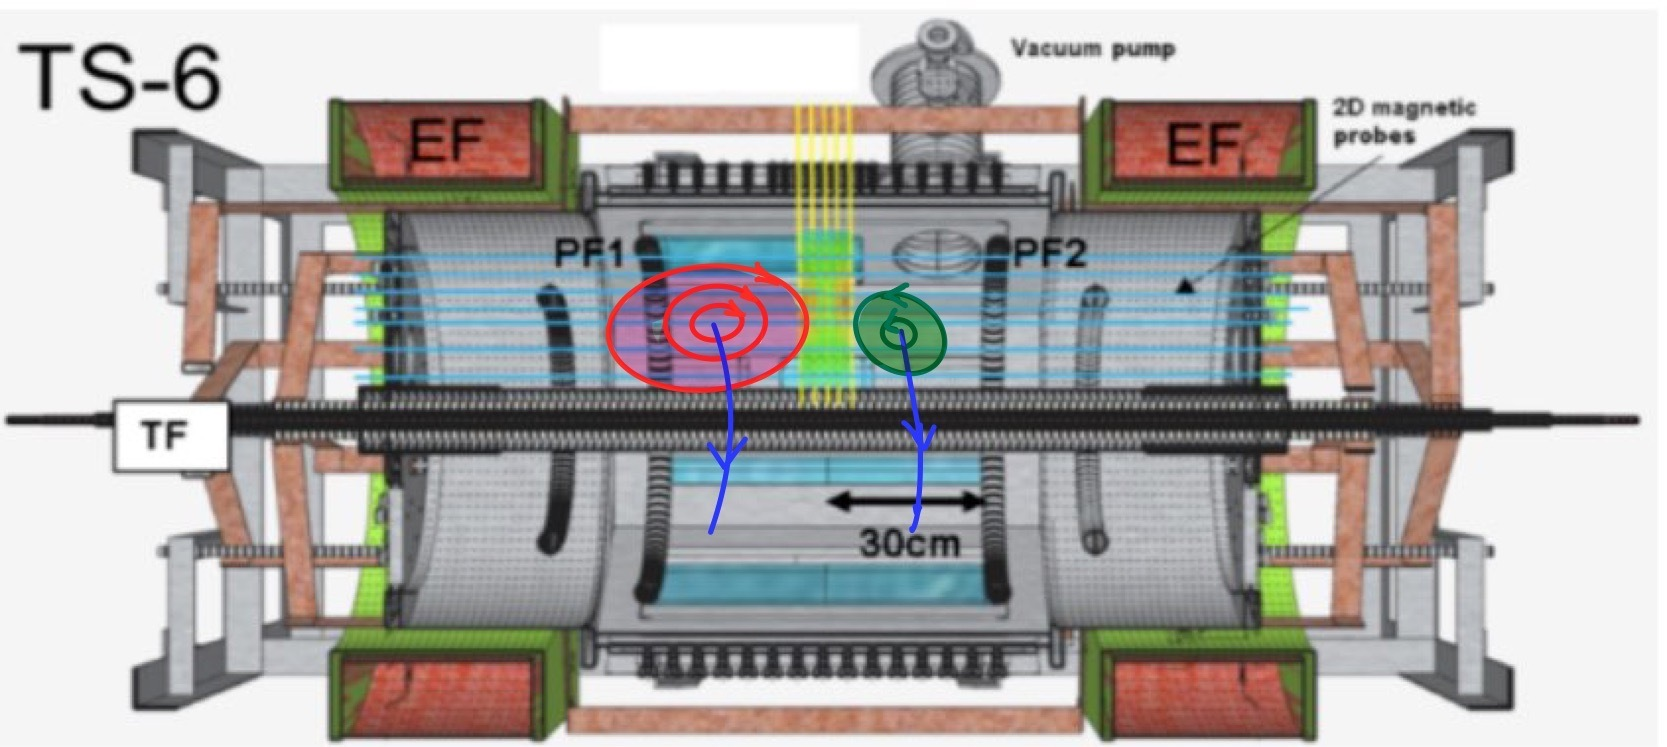 TS-6
Vacuum pump
EF
EF
2D magnetic
probes
PF1
PF2
TF
30cm